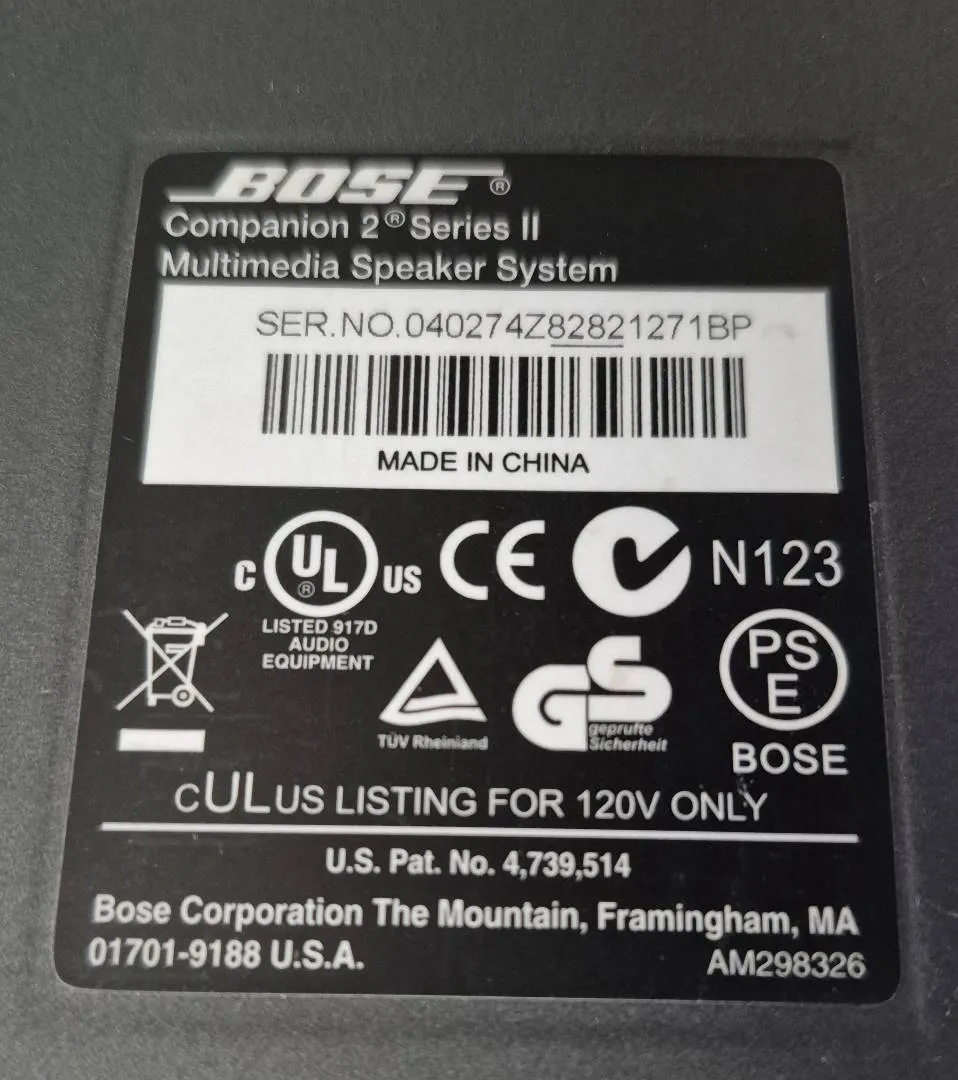 BOSE®
Companion 2® Series II
Multimedia Speaker System
SER.NO.040274Z82821271BP
MADE IN CHINA
C UL® US CE N123
LISTED 917D
AUDIO
EQUIPMENT
PS
E
TÜV Rheinland
GS
geprüfte
Sicherheit
BOSE
CULUS LISTING FOR 120V ONLY
U.S. Pat. No. 4,739,514
Bose Corporation The Mountain, Framingham, MA
01701-9188 U.S.A.
AM298326